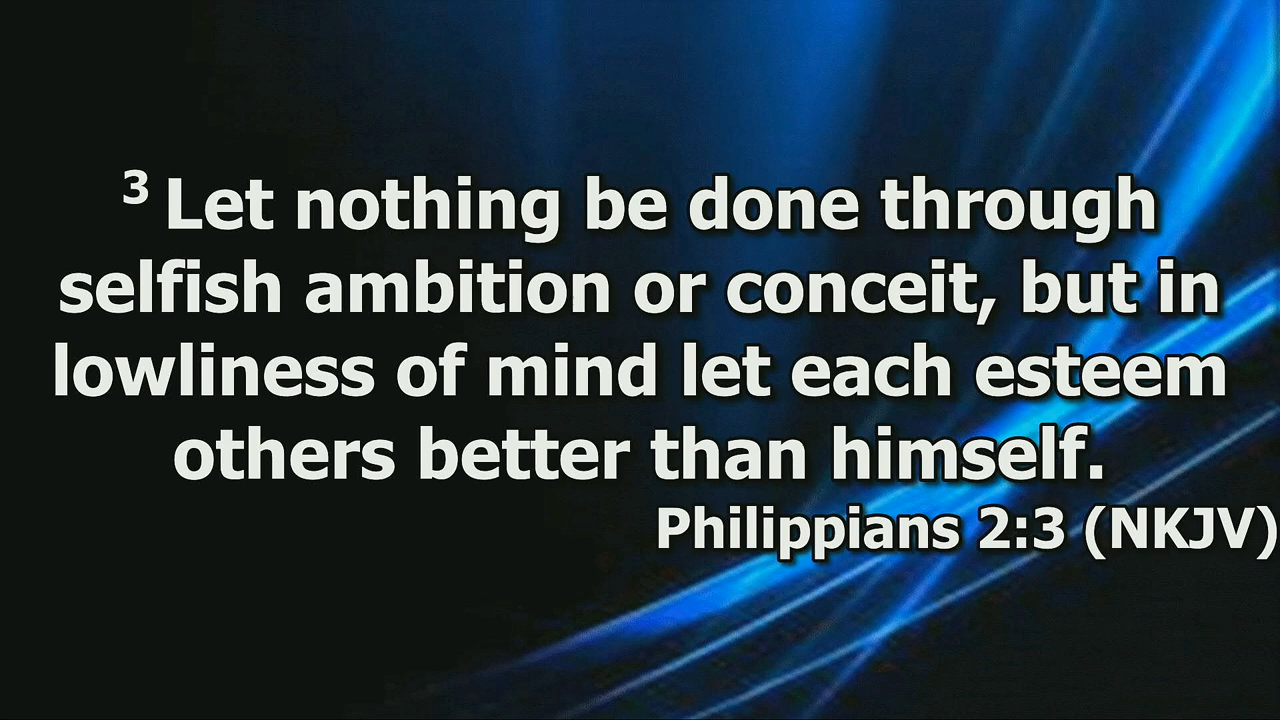 3 Let nothing be done through
selfish ambition or conceit, but in
lowliness of mind let each esteem
others better than himself.
Philippians 2:3 (NKJV)